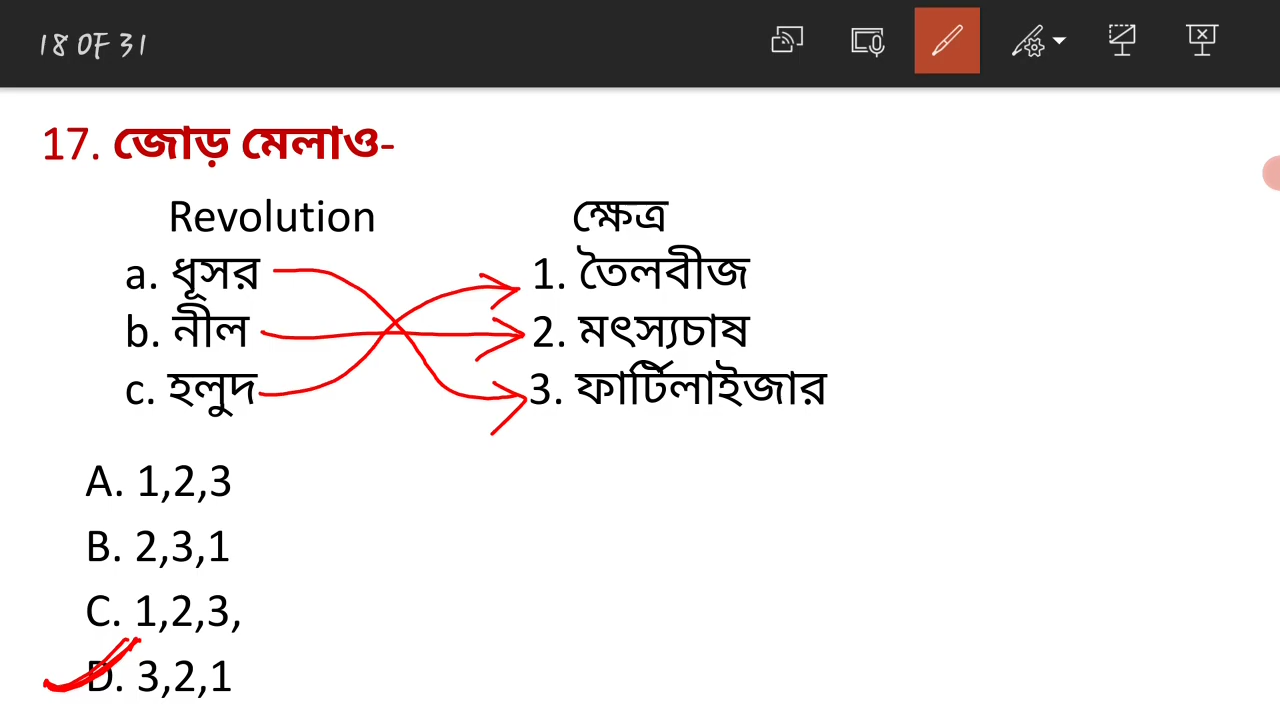 18 OF 31
17. জোড় মেলাও-
Revolution ক্ষেত্র
a. ধূসর 1. তৈলবীজ
b. নীল 2. মৎস্যচাষ
c. হলুদ 3. ফার্টিলাইজার
A. 1,2,3
B. 2,3,1
C. 1,2,3,
D. 3,2,1